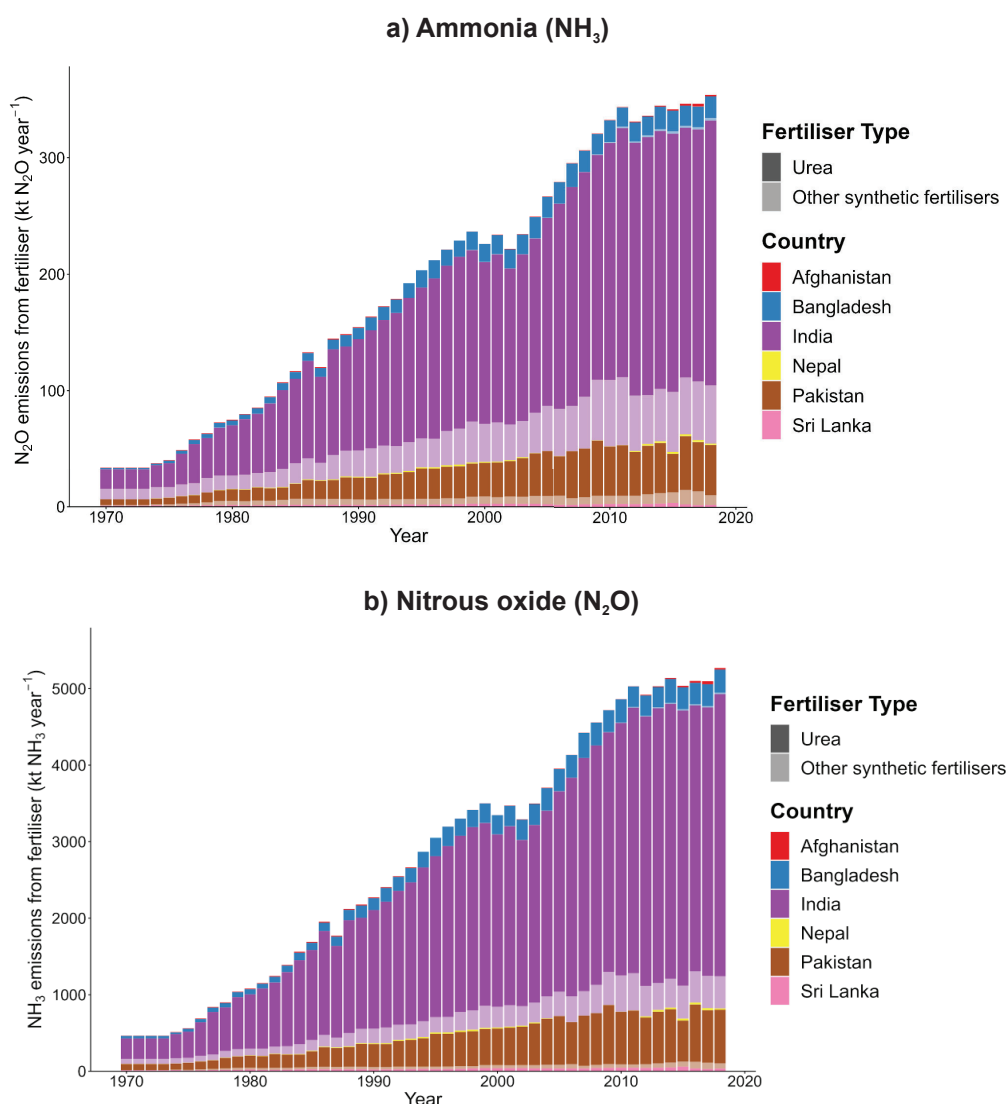 a) Ammonia (NH₃)
N₂O emissions from fertiliser (kt N₂O year⁻¹)
300
200
100
0
1970
1980
1990
2000
2010
2020
Year
Fertiliser Type
Urea
Other synthetic fertilisers
Country
Afghanistan
Bangladesh
India
Nepal
Pakistan
Sri Lanka
b) Nitrous oxide (N₂O)
NH₃ emissions from fertiliser (kt NH₃ year⁻¹)
5000
4000
3000
2000
1000
0
1970
1980
1990
2000
2010
2020
Year
Fertiliser Type
Urea
Other synthetic fertilisers
Country
Afghanistan
Bangladesh
India
Nepal
Pakistan
Sri Lanka